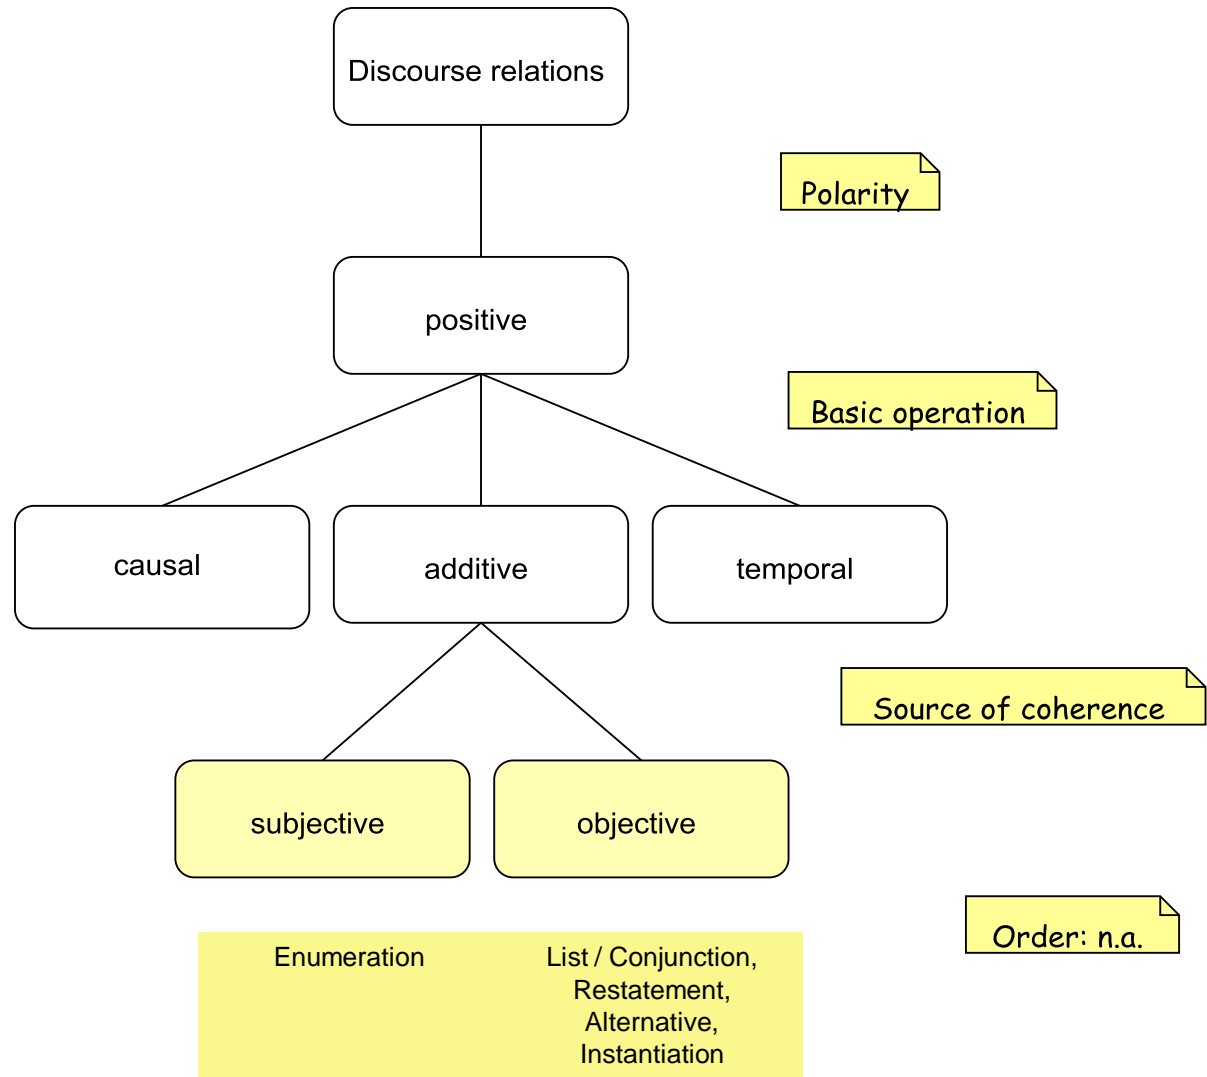 Discourse relations
Polarity
positive
Basic operation
causal
additive
temporal
Source of coherence
subjective
objective
Order: n.a.
Enumeration
List / Conjunction,
Restatement,
Alternative,
Instantiation